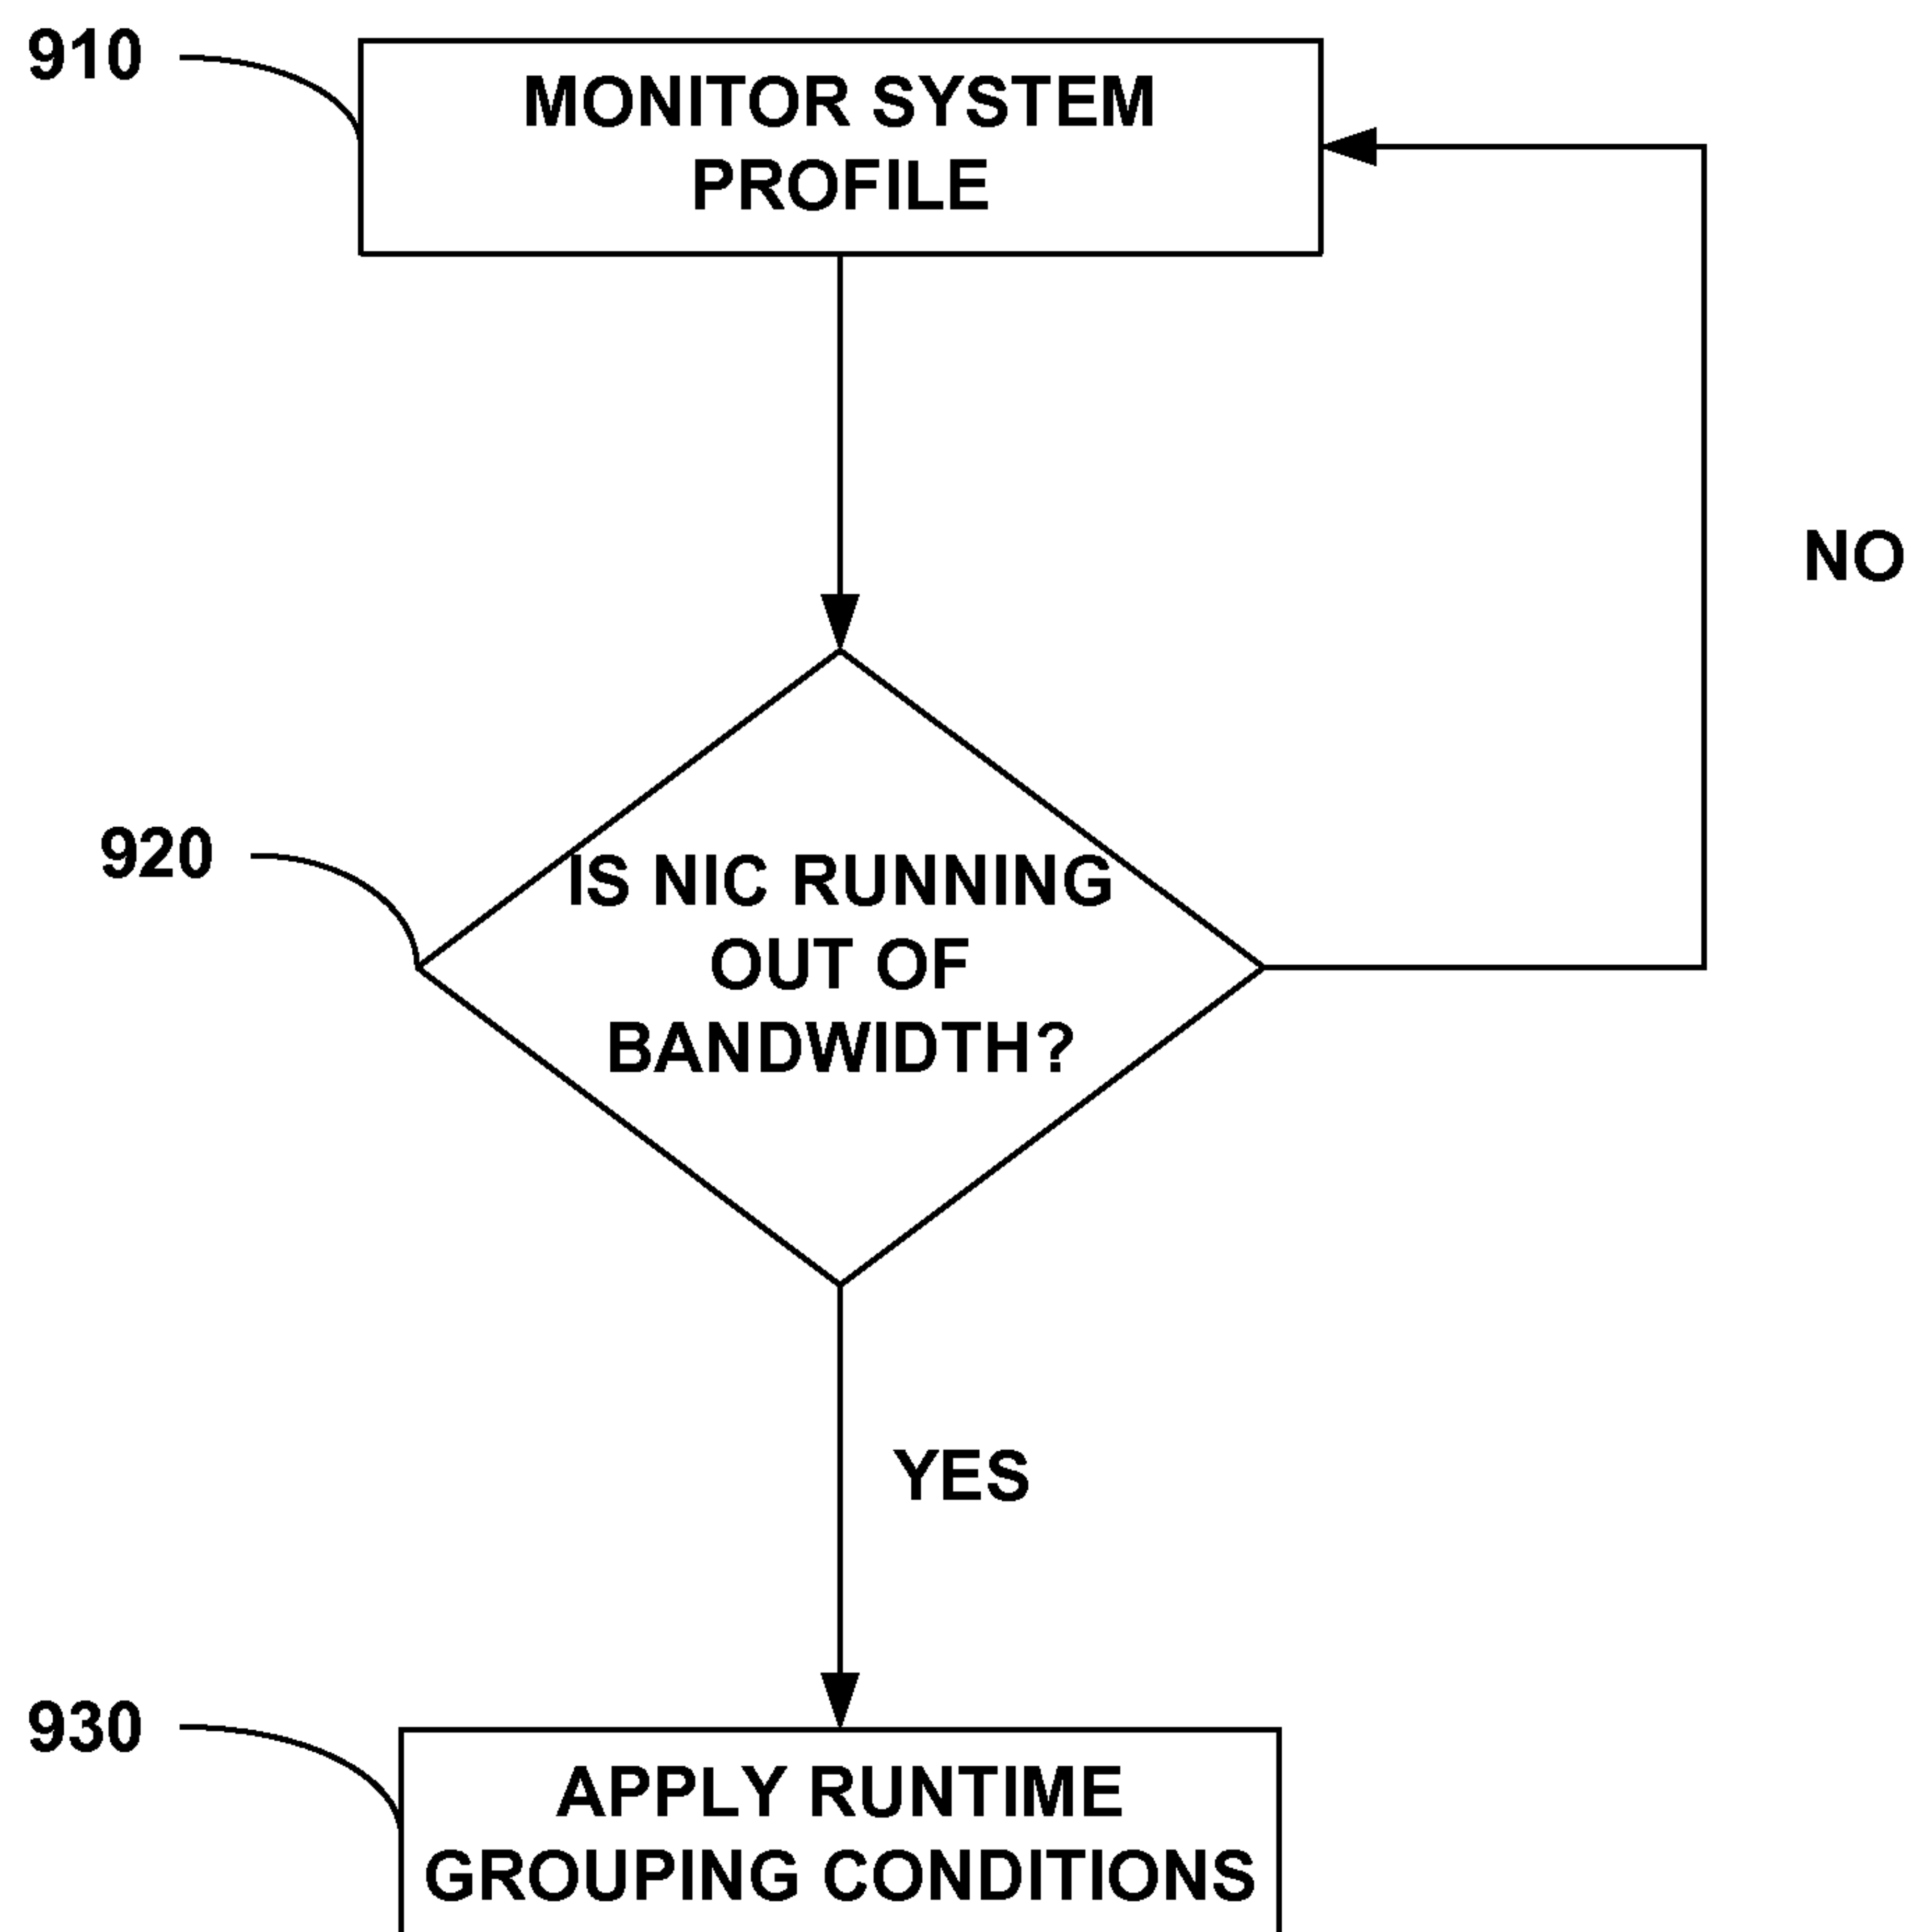 910
MONITOR SYSTEM
PROFILE
NO
920
IS NIC RUNNING
OUT OF
BANDWIDTH?
YES
930
APPLY RUNTIME
GROUPING CONDITIONS